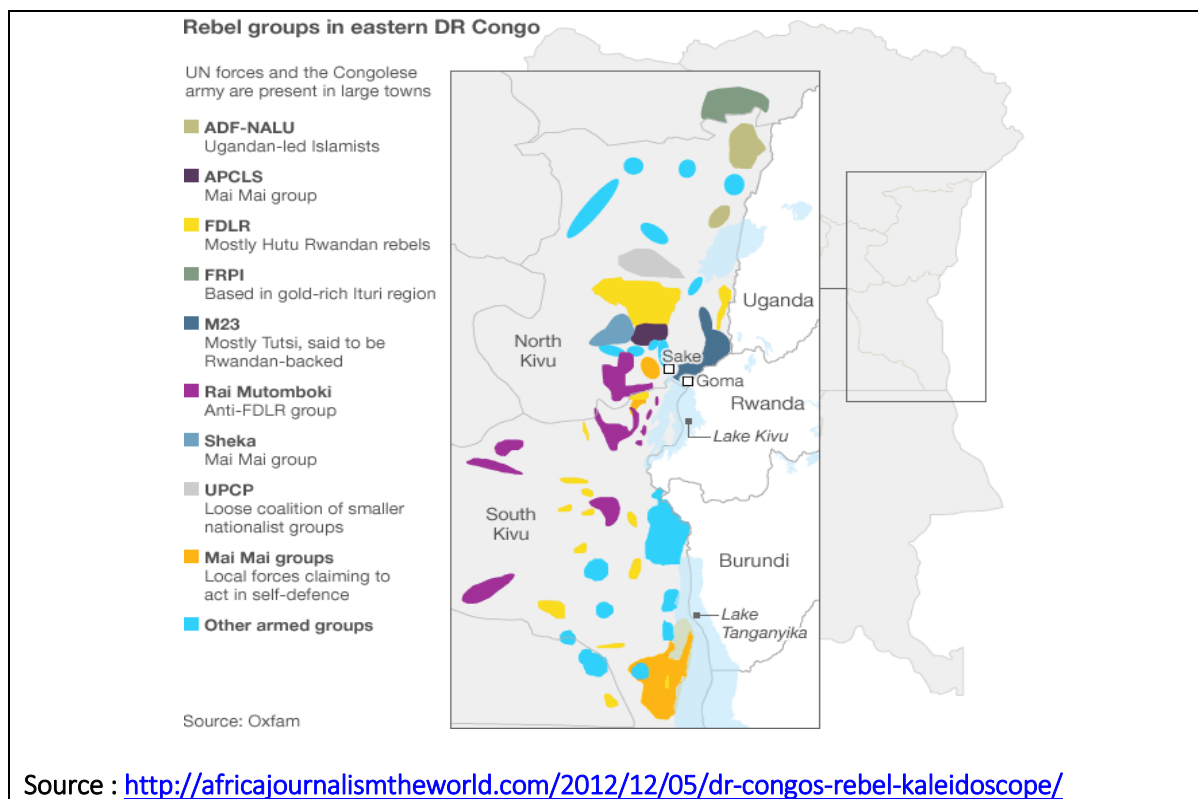 Rebel groups in eastern DR Congo
UN forces and the Congolese
army are present in large towns
ADF-NALU
Ugandan-led Islamists
APCLS
Mai Mai group
FDLR
Mostly Hutu Rwandan rebels
FRPI
Based in gold-rich Ituri region
M23
Mostly Tutsi, said to be
Rwandan-backed
Rai Mutomboki
Anti-FDLR group
Sheka
Mai Mai group
UPCP
Loose coalition of smaller
nationalist groups
Mai Mai groups
Local forces claiming to
act in self-defence
Other armed groups
Source: Oxfam
Uganda
North
Kivu
Sake
Goma
Rwanda
Lake Kivu
South
Kivu
Burundi
Lake
Tanganyika
Source : http://africajournalismtheworld.com/2012/12/05/dr-congos-rebel-kaleidoscope/